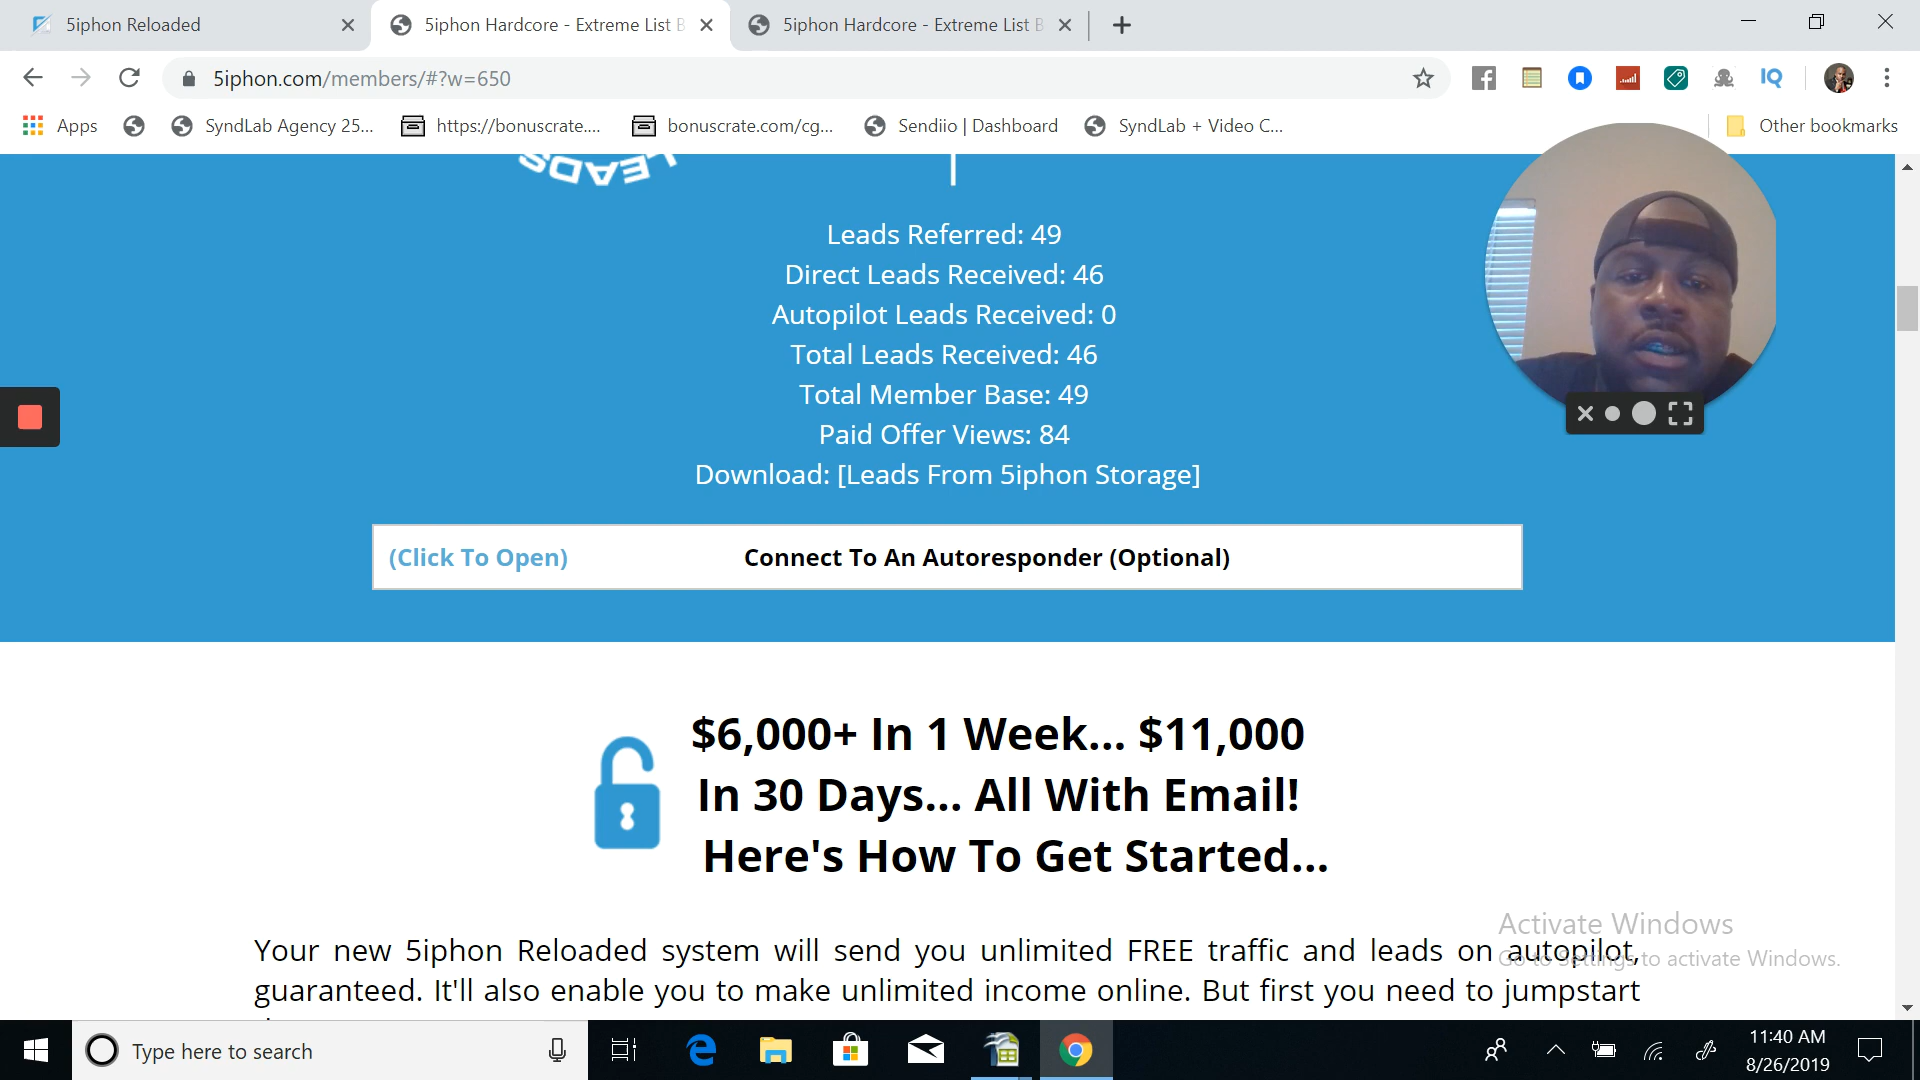 5iphon Reloaded
5iphon Hardcore - Extreme List B
5iphon Hardcore - Extreme List B
5iphon.com/members/#?w=650
IQ
Apps
SyndLab Agency 25...
https://bonuscrate....
bonuscrate.com/cg...
Sendiio | Dashboard
SyndLab + Video C...
Other bookmarks
LEADS
Leads Referred: 49
Direct Leads Received: 46
Autopilot Leads Received: 0
Total Leads Received: 46
Total Member Base: 49
Paid Offer Views: 84
Download: [Leads From 5iphon Storage]
(Click To Open)
Connect To An Autoresponder (Optional)
$6,000+ In 1 Week... $11,000
In 30 Days... All With Email!
Here's How To Get Started...
Your new 5iphon Reloaded system will send you unlimited FREE traffic and leads on autopilot,
guaranteed. It'll also enable you to make unlimited income online. But first you need to jumpstart
Activate Windows
Go to Settings to activate Windows.
Type here to search
11:40 AM
8/26/2019